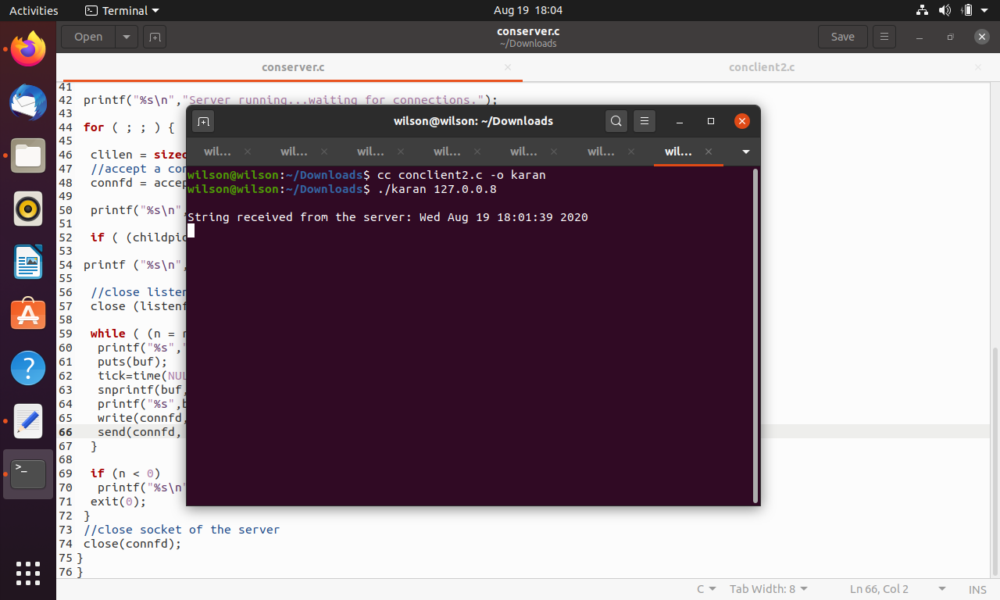 Activities Terminal Aug 19 18:04
Open conserver.c Save
~/Downloads
conserver.c × conclient2.c ×
41
42 printf("%s\n","Server running...waiting for connections.");
43
44 for ( ; ; ) {
45
46 clilen = sizeo
47 //accept a con
48 connfd = accep
49
50 printf("%s\n",
51
52 if ( (childpid
53
54 printf ("%s\n",
55
56 //close listen
57 close (listenf
58
59 while ( (n = r
60 printf("%s","
61 puts(buf);
62 tick=time(NUL
63 snprintf(buf,
64 printf("%s",b
65 write(connfd,
66 send(connfd,
67 }
68
69 if (n < 0)
70 printf("%s\n"
71 exit(0);
72 }
73 //close socket of the server
74 close(connfd);
75 }
76 }
wilson@wilson: ~/Downloads
wil... × wil... × wil... × wil... × wil... × wil... × wil... ×
wilson@wilson:~/Downloads$ cc conclient2.c -o karan
wilson@wilson:~/Downloads$ ./karan 127.0.0.8
String received from the server: Wed Aug 19 18:01:39 2020
C Tab Width: 8 Ln 66, Col 2 INS